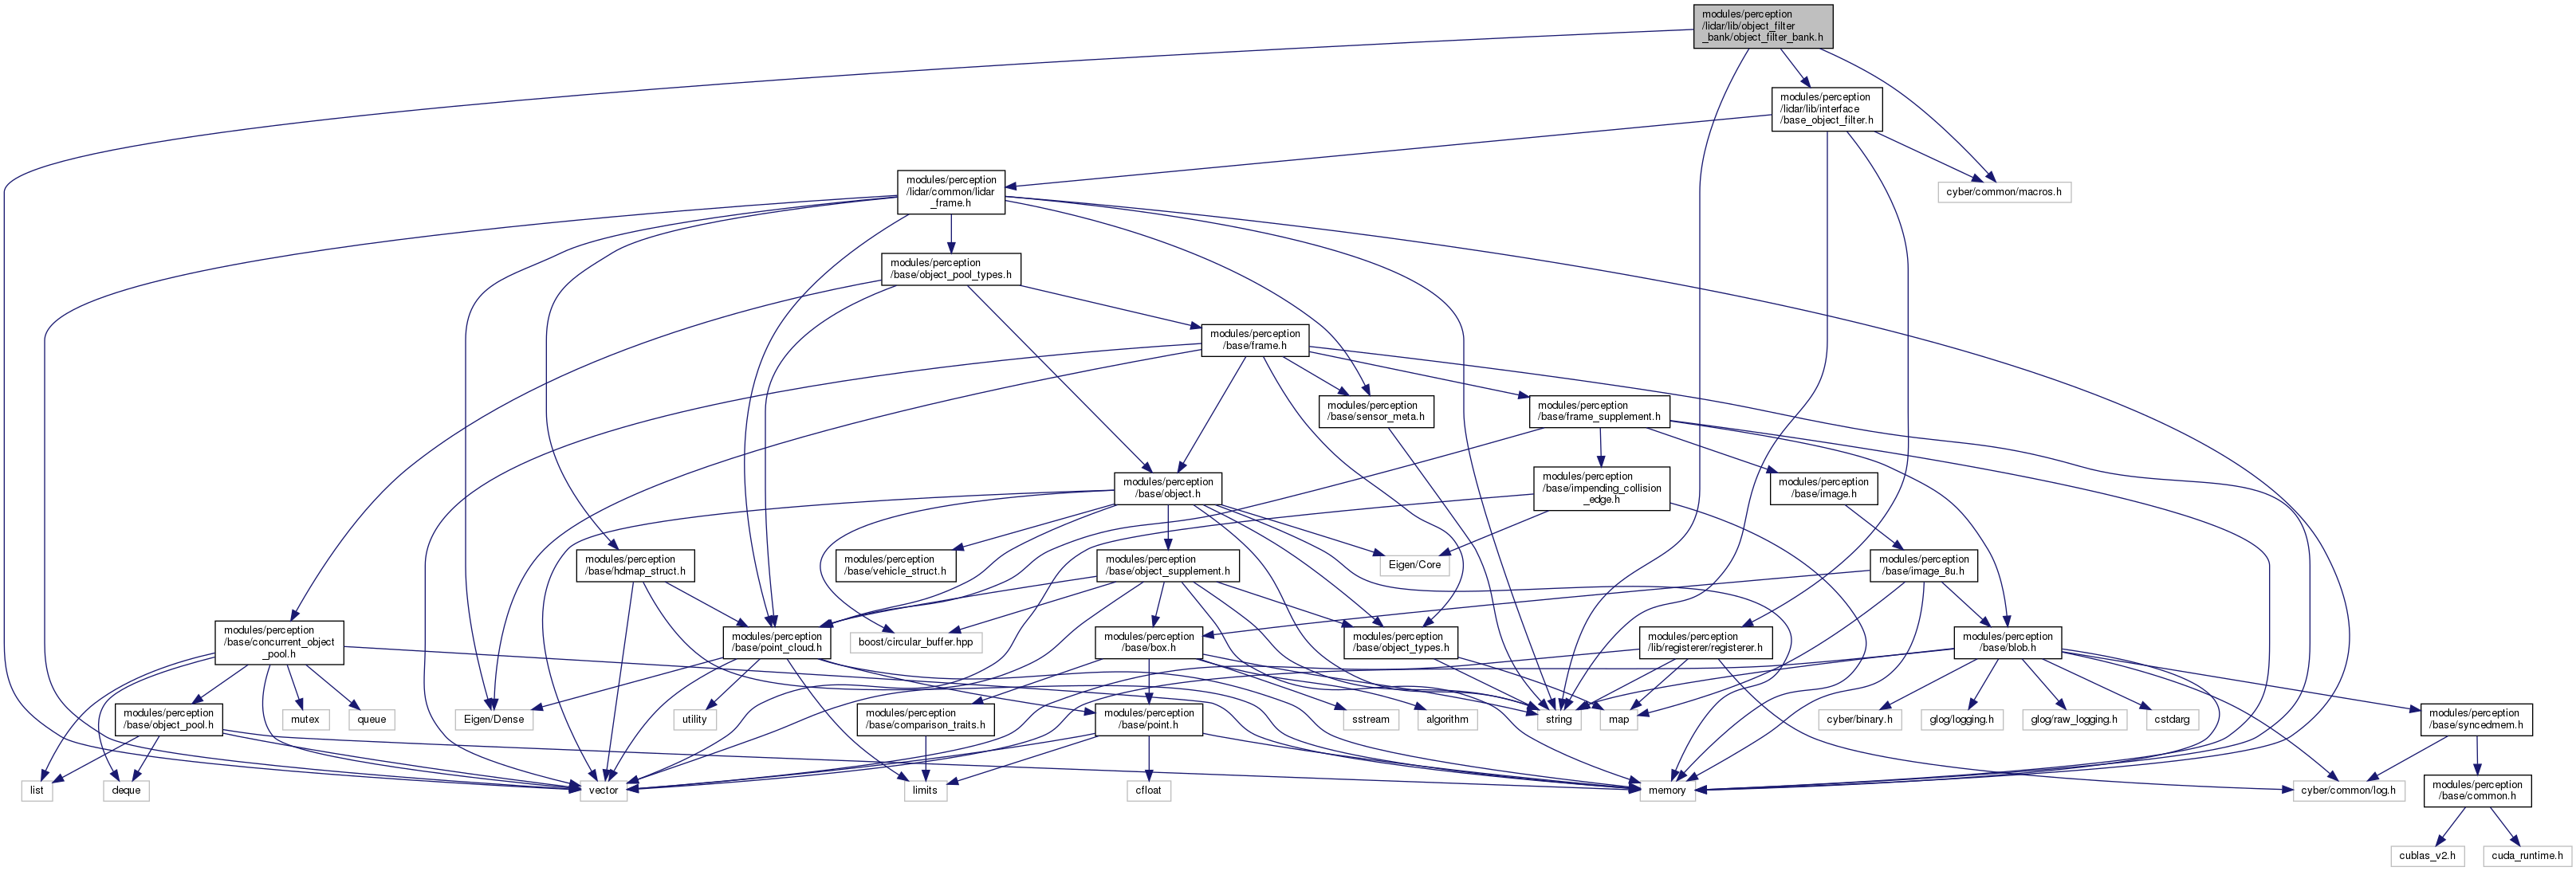 modules/perception
/lidar/lib/object_filter
_bank/object_filter_bank.h
modules/perception
/lidar/lib/interface
/base_object_filter.h
modules/perception
/lidar/common/lidar
_frame.h
cyber/common/macros.h
modules/perception
/base/object_pool_types.h
modules/perception
/base/frame.h
modules/perception
/base/sensor_meta.h
modules/perception
/base/frame_supplement.h
modules/perception
/base/object.h
modules/perception
/base/impending_collision
_edge.h
modules/perception
/base/image.h
modules/perception
/base/hdmap_struct.h
modules/perception
/base/vehicle_struct.h
modules/perception
/base/object_supplement.h
Eigen/Core
modules/perception
/base/image_8u.h
modules/perception
/base/concurrent_object
_pool.h
modules/perception
/base/point_cloud.h
boost/circular_buffer.hpp
modules/perception
/base/box.h
modules/perception
/base/object_types.h
modules/perception
/lib/registerer/registerer.h
modules/perception
/base/blob.h
modules/perception
/base/object_pool.h
mutex
queue
Eigen/Dense
utility
modules/perception
/base/comparison_traits.h
modules/perception
/base/point.h
sstream
algorithm
string
map
cyber/binary.h
glog/logging.h
glog/raw_logging.h
cstdarg
modules/perception
/base/syncedmem.h
list
deque
vector
limits
cfloat
memory
cyber/common/log.h
modules/perception
/base/common.h
cublas_v2.h
cuda_runtime.h